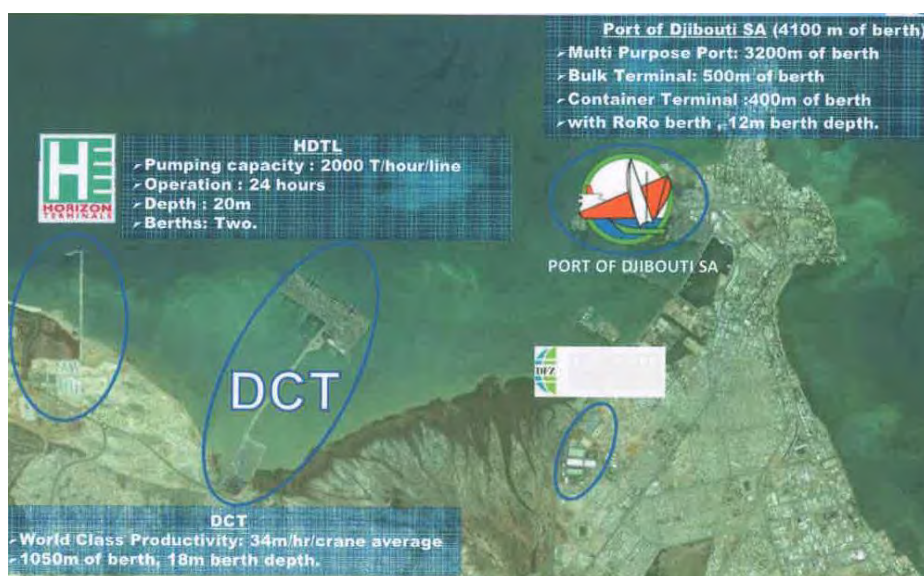 Port of Djibouti SA (4100 m of berth)
Multi Purpose Port: 3200m of berth
Bulk Terminal: 500m of berth
Container Terminal :400m of berth
with RoRo berth , 12m berth depth.
HDTL
Pumping capacity : 2000 T/hour/line
Operation : 24 hours
Depth : 20m
Berths: Two.
H
HORIZON
TERMINALS
PORT OF DJIBOUTI SA
DFZ
DCT
DCT
World Class Productivity: 34m/hr/crane average
1050m of berth, 18m berth depth.